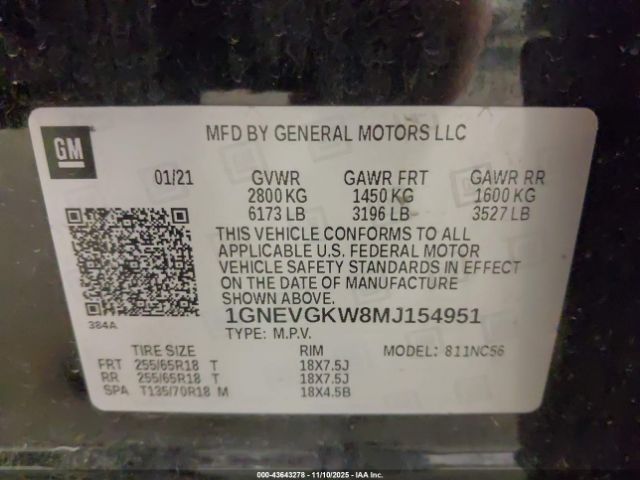 GM
MFD BY GENERAL MOTORS LLC
01/21 GVWR GAWR FRT GAWR RR
2800 KG 1450 KG 1600 KG
6173 LB 3196 LB 3527 LB
THIS VEHICLE CONFORMS TO ALL
APPLICABLE U.S. FEDERAL MOTOR
VEHICLE SAFETY STANDARDS IN EFFECT
ON THE DATE OF MANUFACTURE
SHOWN ABOVE.
1GNEVGKW8MJ154951
384A
TYPE: M.P.V.
TIRE SIZE RIM MODEL: 811NC56
FRT 255/65R18 T 18X7.5J
RR 255/65R18 T 18X7.5J
SPA T135/70R18 M 18X4.5B
000-43643278 — 11/10/2025 — IAA Inc.